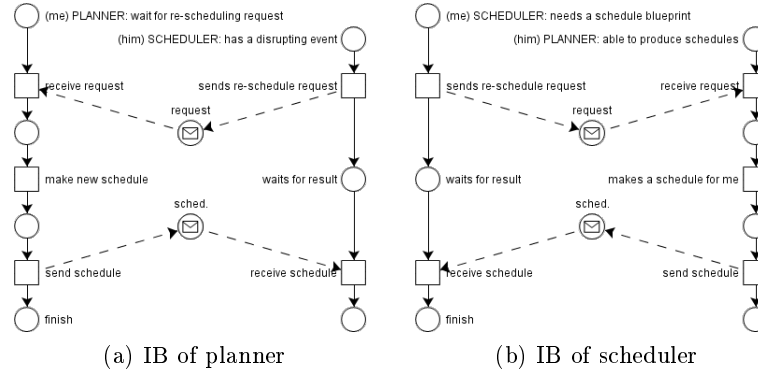 (me) PLANNER: wait for re-scheduling request
(him) SCHEDULER: has a disrupting event
receive request
sends re-schedule request
request
make new schedule
waits for result
sched.
send schedule
receive schedule
finish
(a) IB of planner
(me) SCHEDULER: needs a schedule blueprint
(him) PLANNER: able to produce schedules
sends re-schedule request
receive request
request
waits for result
makes a schedule for me
sched.
receive schedule
send schedule
finish
(b) IB of scheduler